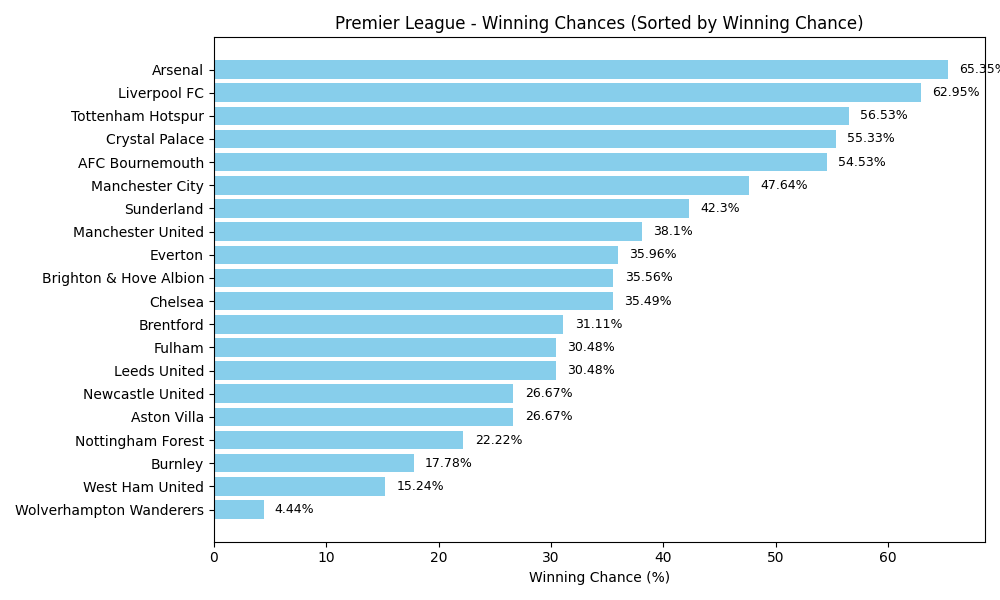 Premier League - Winning Chances (Sorted by Winning Chance)
Arsenal 65.35%
Liverpool FC 62.95%
Tottenham Hotspur 56.53%
Crystal Palace 55.33%
AFC Bournemouth 54.53%
Manchester City 47.64%
Sunderland 42.3%
Manchester United 38.1%
Everton 35.96%
Brighton & Hove Albion 35.56%
Chelsea 35.49%
Brentford 31.11%
Fulham 30.48%
Leeds United 30.48%
Newcastle United 26.67%
Aston Villa 26.67%
Nottingham Forest 22.22%
Burnley 17.78%
West Ham United 15.24%
Wolverhampton Wanderers 4.44%
0 10 20 30 40 50 60
Winning Chance (%)